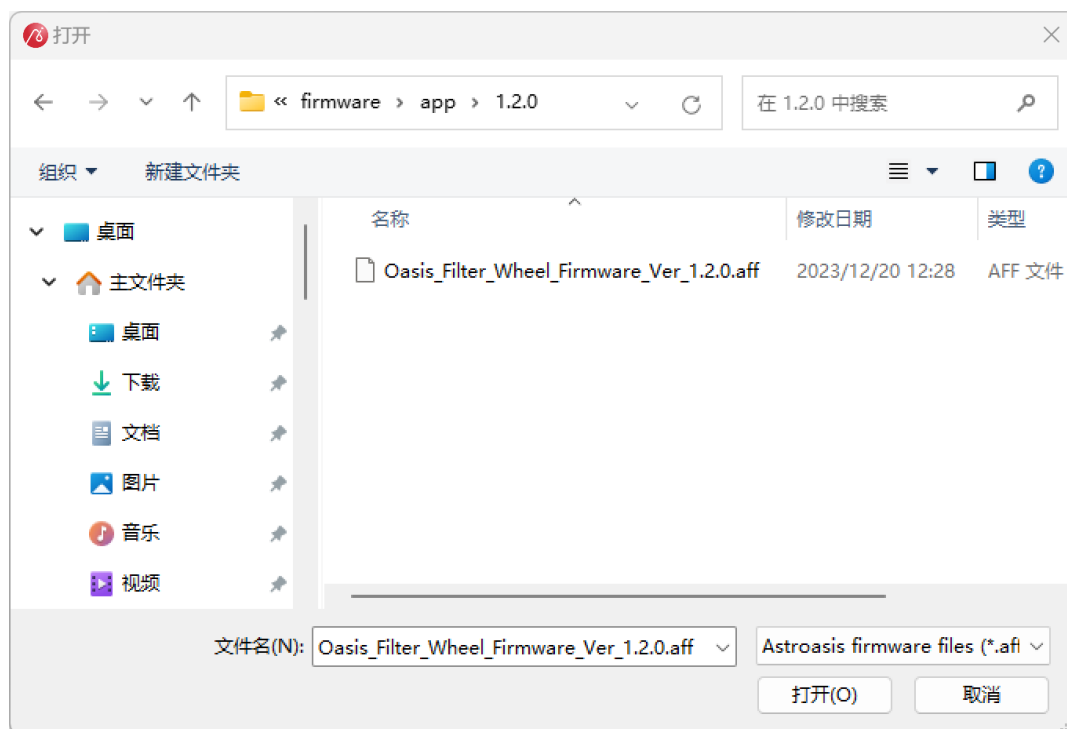 打开
« firmware › app › 1.2.0
在 1.2.0 中搜索
组织 新建文件夹
名称 修改日期 类型
Oasis_Filter_Wheel_Firmware_Ver_1.2.0.aff 2023/12/20 12:28 AFF 文件
桌面
主文件夹
桌面
下载
文档
图片
音乐
视频
文件名(N): Oasis_Filter_Wheel_Firmware_Ver_1.2.0.aff Astroasis firmware files (*.aff
打开(O) 取消